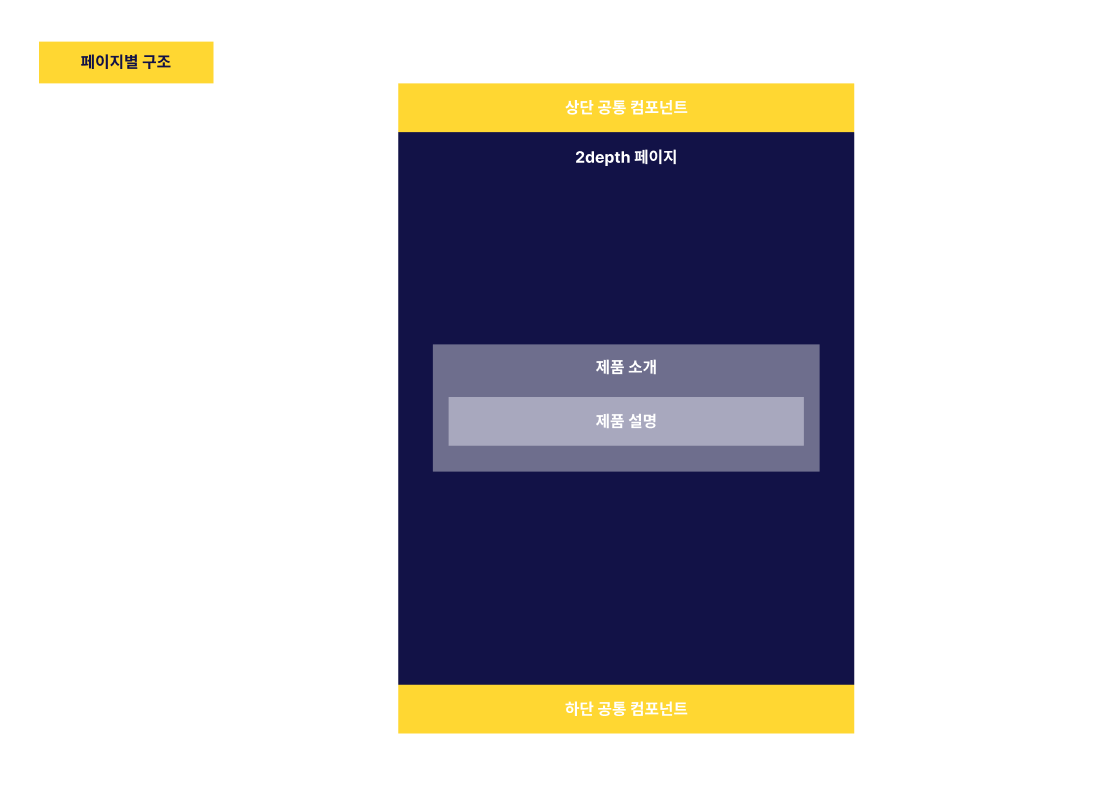 페이지별 구조
상단 공통 컴포넌트
2depth 페이지
제품 소개
제품 설명
하단 공통 컴포넌트